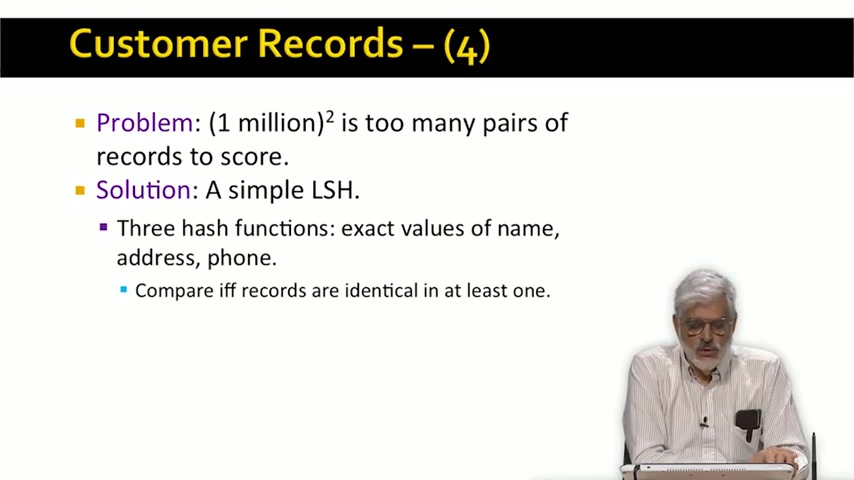 Customer Records – (4)
Problem: (1 million)² is too many pairs of
records to score.
Solution: A simple LSH.
Three hash functions: exact values of name,
address, phone.
Compare iff records are identical in at least one.